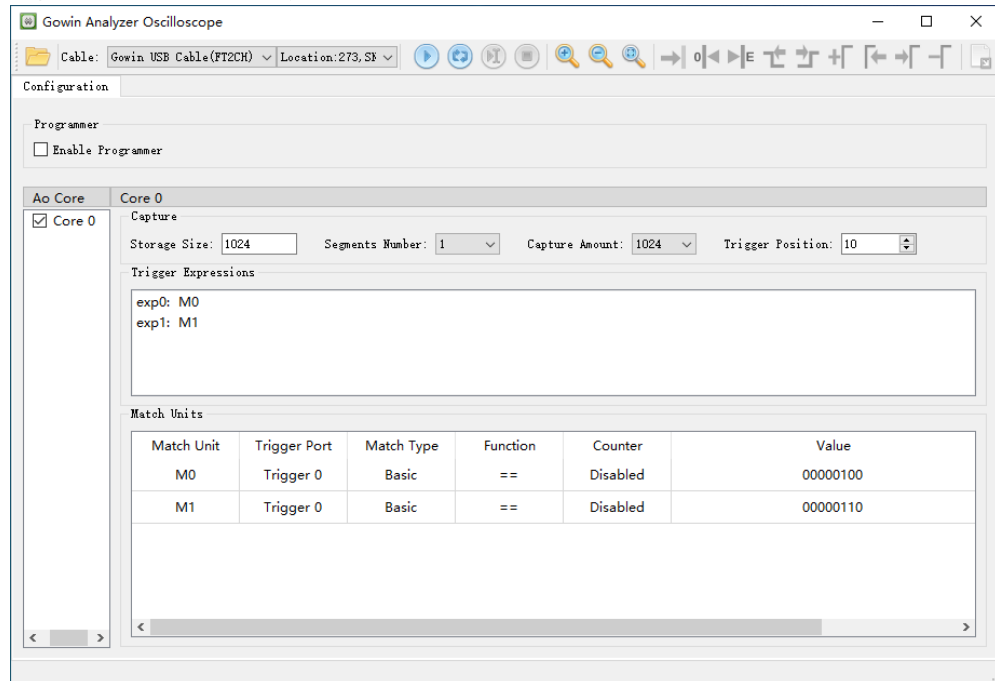 Gowin Analyzer Oscilloscope
Cable: Gowin USB Cable(FT2CH) Location:273,
Configuration
Programmer
Enable Programmer
Ao Core Core 0
Core 0
Capture
Storage Size: 1024 Segments Number: 1 Capture Amount: 1024 Trigger Position: 10
Trigger Expressions
exp0: M0
exp1: M1
Match Units
Match Unit Trigger Port Match Type Function Counter Value
M0 Trigger 0 Basic == Disabled 00000100
M1 Trigger 0 Basic == Disabled 00000110